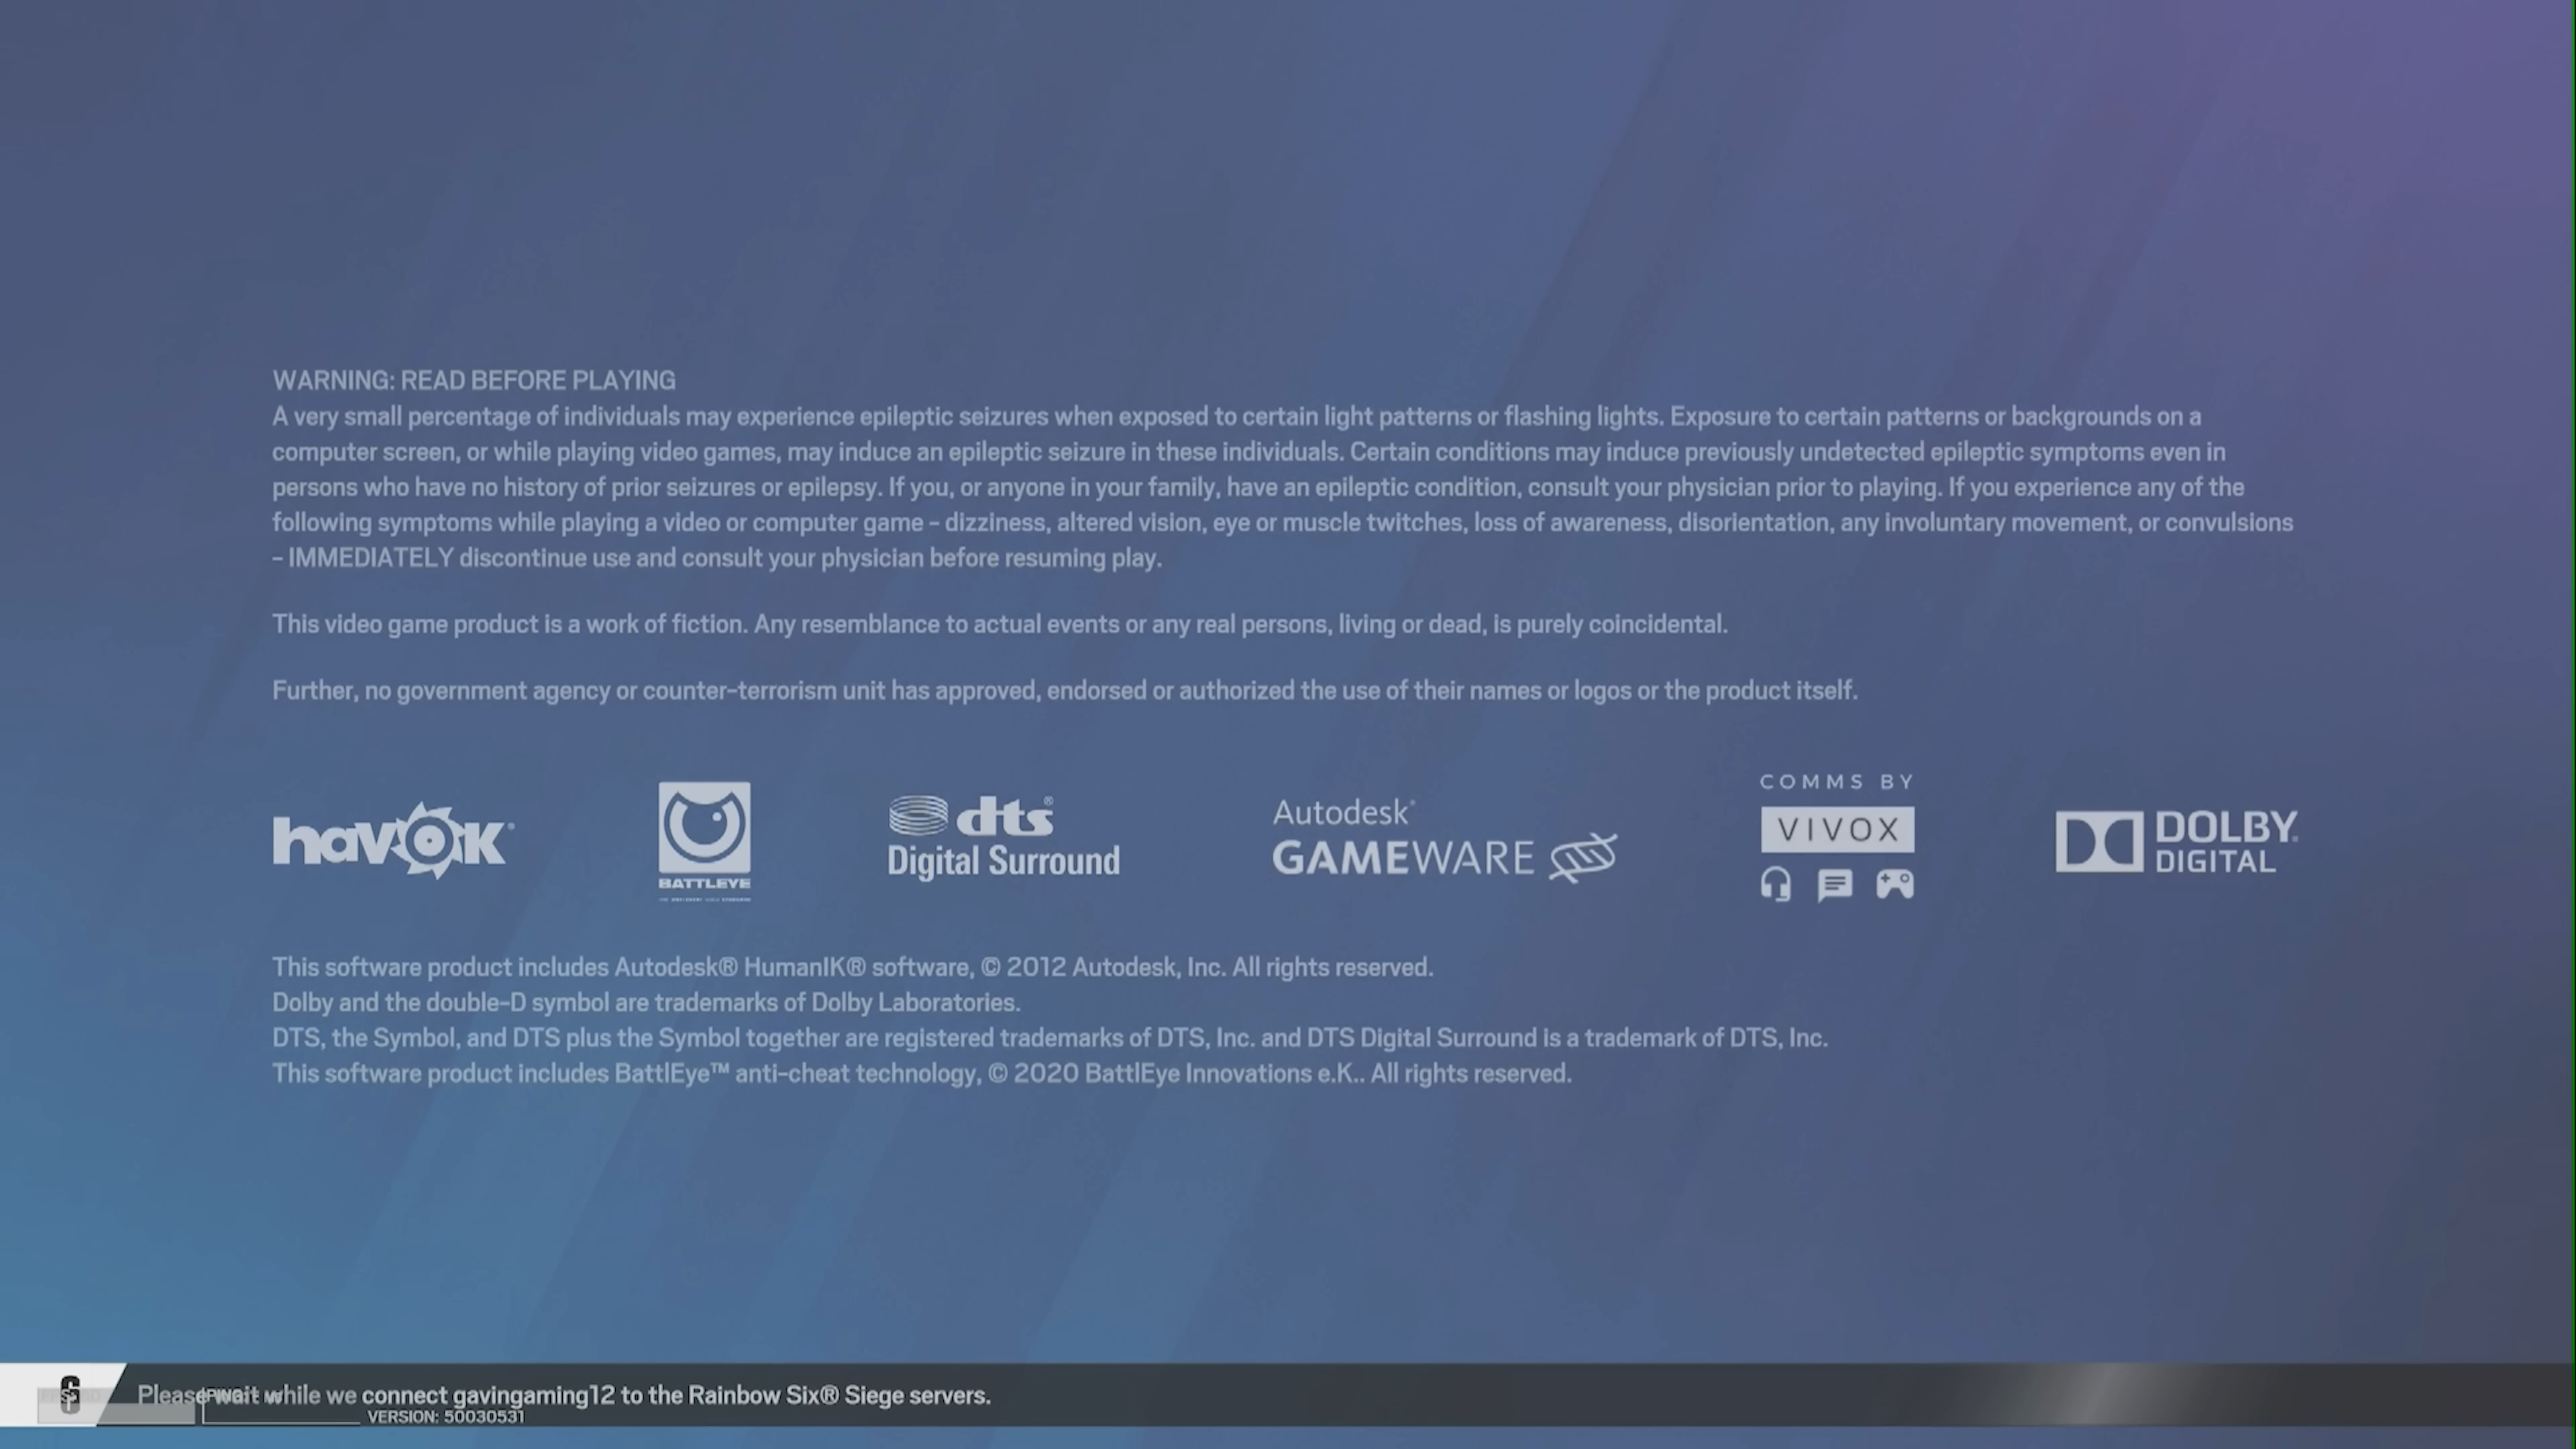 WARNING: READ BEFORE PLAYING
A very small percentage of individuals may experience epileptic seizures when exposed to certain light patterns or flashing lights. Exposure to certain patterns or backgrounds on a
computer screen, or while playing video games, may induce an epileptic seizure in these individuals. Certain conditions may induce previously undetected epileptic symptoms even in
persons who have no history of prior seizures or epilepsy. If you, or anyone in your family, have an epileptic condition, consult your physician prior to playing. If you experience any of the
following symptoms while playing a video or computer game – dizziness, altered vision, eye or muscle twitches, loss of awareness, disorientation, any involuntary movement, or convulsions
– IMMEDIATELY discontinue use and consult your physician before resuming play.
This video game product is a work of fiction. Any resemblance to actual events or any real persons, living or dead, is purely coincidental.
Further, no government agency or counter-terrorism unit has approved, endorsed or authorized the use of their names or logos or the product itself.
havok®
BATTLEYE
dts®
Digital Surround
Autodesk®
GAMEWARE
COMMS BY
VIVOX
DOLBY®
DIGITAL
This software product includes Autodesk® HumanIK® software, © 2012 Autodesk, Inc. All rights reserved.
Dolby and the double-D symbol are trademarks of Dolby Laboratories.
DTS, the Symbol, and DTS plus the Symbol together are registered trademarks of DTS, Inc. and DTS Digital Surround is a trademark of DTS, Inc.
This software product includes BattlEye™ anti-cheat technology, © 2020 BattlEye Innovations e.K.. All rights reserved.
Please wait while we connect gavingaming12 to the Rainbow Six® Siege servers.
VERSION: 50030531